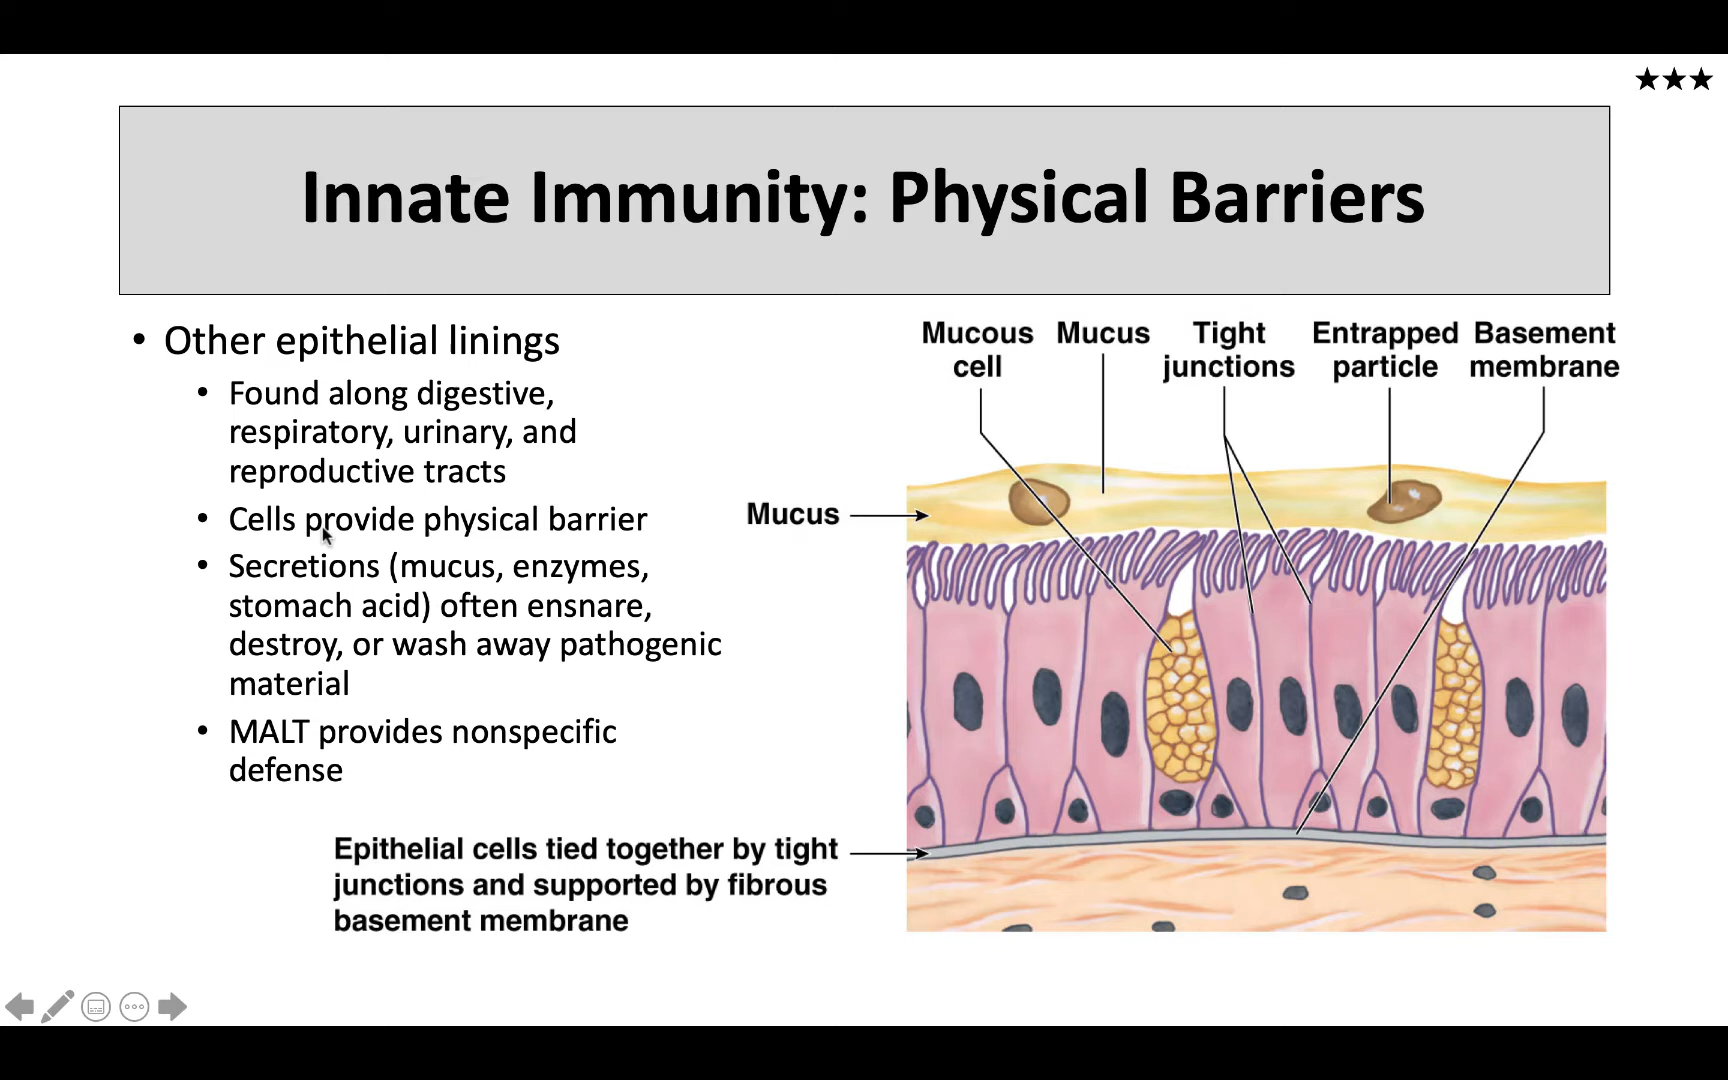 ★★★
Innate Immunity: Physical Barriers
• Other epithelial linings
• Found along digestive,
respiratory, urinary, and
reproductive tracts
• Cells provide physical barrier
• Secretions (mucus, enzymes,
stomach acid) often ensnare,
destroy, or wash away pathogenic
material
• MALT provides nonspecific
defense
Mucous
cell
Mucus
Tight
junctions
Entrapped
particle
Basement
membrane
Mucus
Epithelial cells tied together by tight
junctions and supported by fibrous
basement membrane